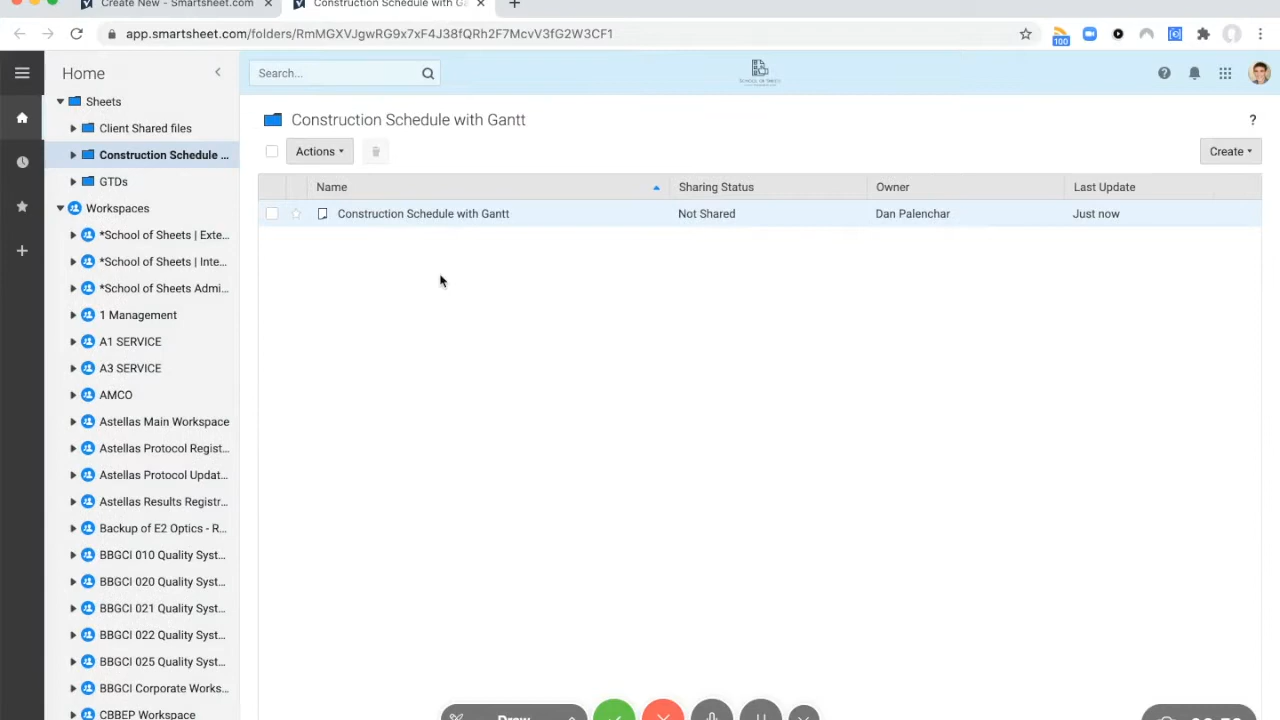 Create New - Smartsheet.com
Construction Schedule with G
app.smartsheet.com/folders/RmMGXVJgwRG9x7xF4J38fQRh2F7McvV3fG2W3CF1
100
Home
Search...
SCHOOL OF SHEETS
Sheets
Client Shared files
Construction Schedule ...
GTDs
Workspaces
*School of Sheets | Exte...
*School of Sheets | Inte...
*School of Sheets Admi...
1 Management
A1 SERVICE
A3 SERVICE
AMCO
Astellas Main Workspace
Astellas Protocol Regist...
Astellas Protocol Updat...
Astellas Results Registr...
Backup of E2 Optics - R...
BBGCI 010 Quality Syst...
BBGCI 020 Quality Syst...
BBGCI 021 Quality Syst...
BBGCI 022 Quality Syst...
BBGCI 025 Quality Syst...
BBGCI Corporate Works...
CBBEP Workspace
Construction Schedule with Gantt
?
Actions
Create
Name
Sharing Status
Owner
Last Update
Construction Schedule with Gantt
Not Shared
Dan Palenchar
Just now
Draw